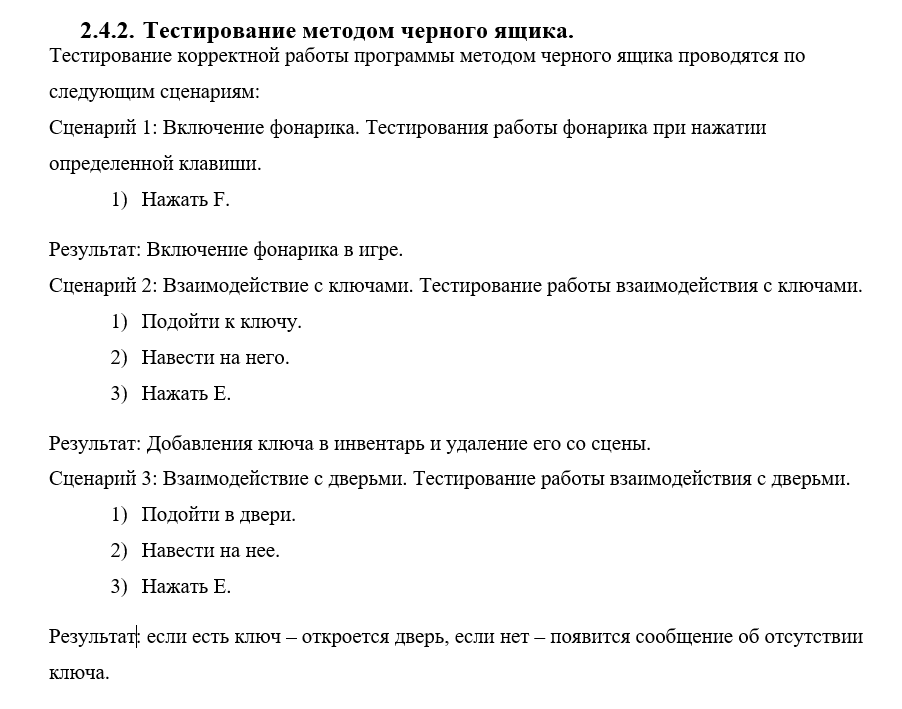 2.4.2. Тестирование методом черного ящика.
Тестирование корректной работы программы методом черного ящика проводятся по
следующим сценариям:
Сценарий 1: Включение фонарика. Тестирования работы фонарика при нажатии
определенной клавиши.
1) Нажать F.
Результат: Включение фонарика в игре.
Сценарий 2: Взаимодействие с ключами. Тестирование работы взаимодействия с ключами.
1) Подойти к ключу.
2) Навести на него.
3) Нажать E.
Результат: Добавления ключа в инвентарь и удаление его со сцены.
Сценарий 3: Взаимодействие с дверьми. Тестирование работы взаимодействия с дверьми.
1) Подойти в двери.
2) Навести на нее.
3) Нажать E.
Результат: если есть ключ – откроется дверь, если нет – появится сообщение об отсутствии
ключа.